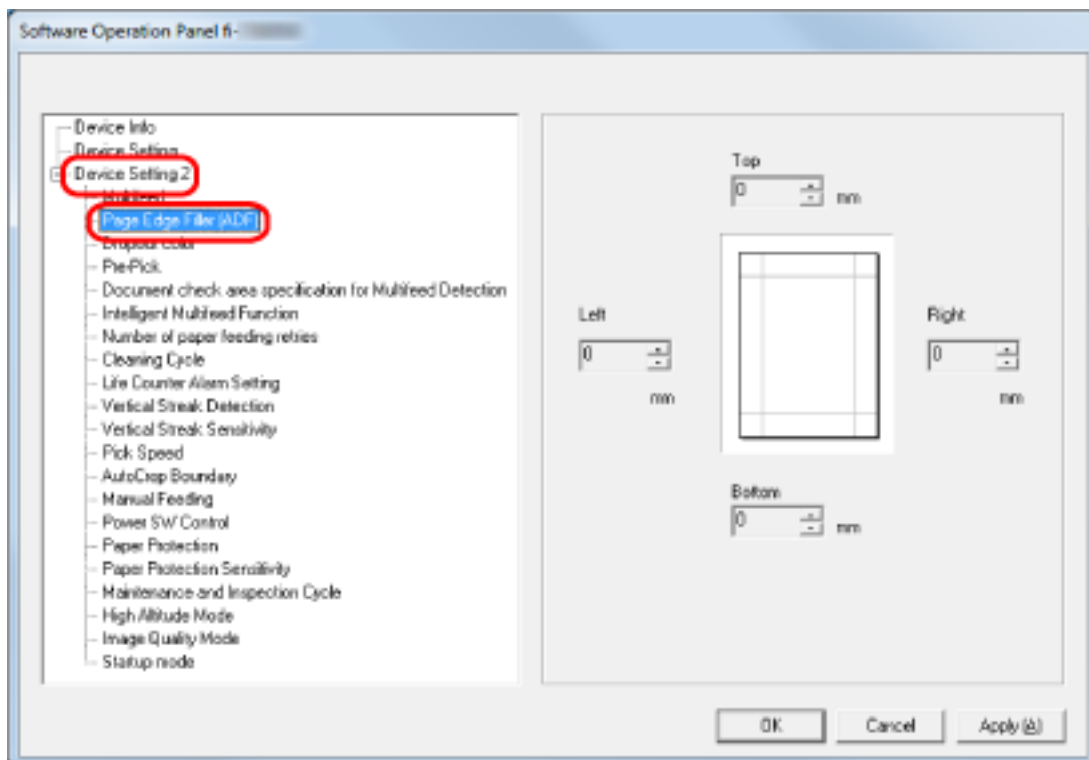 Software Operation Panel fi-
Device Info
Device Setting
Device Setting 2
Multifeed
Page Edge Filler (ADF)
Dropout Color
Pre-Pick
Document check area specification for Multifeed Detection
Intelligent Multifeed Function
Number of paper feeding retries
Cleaning Cycle
Life Counter Alarm Setting
Vertical Streak Detection
Vertical Streak Sensitivity
Pick Speed
AutoCrop Boundary
Manual Feeding
Power SW Control
Paper Protection
Paper Protection Sensitivity
Maintenance and Inspection Cycle
High Altitude Mode
Image Quality Mode
Startup mode
Top
0 mm
Left
0
mm
Right
0
mm
Bottom
0 mm
OK Cancel Apply (A)